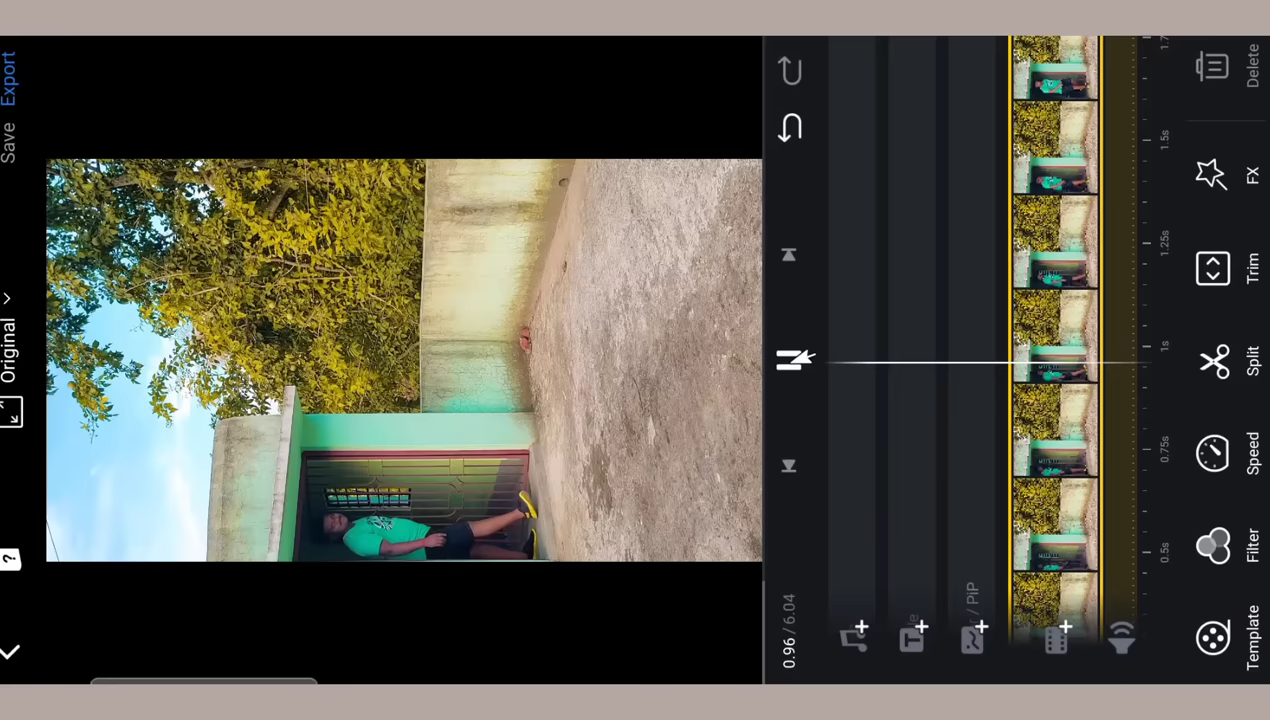 Save Export
Original
?
0.96 / 6.04
r / PiP
0.5s
0.75s
1s
1.25s
1.5s
Template
Filter
Speed
Split
Trim
FX
Delete